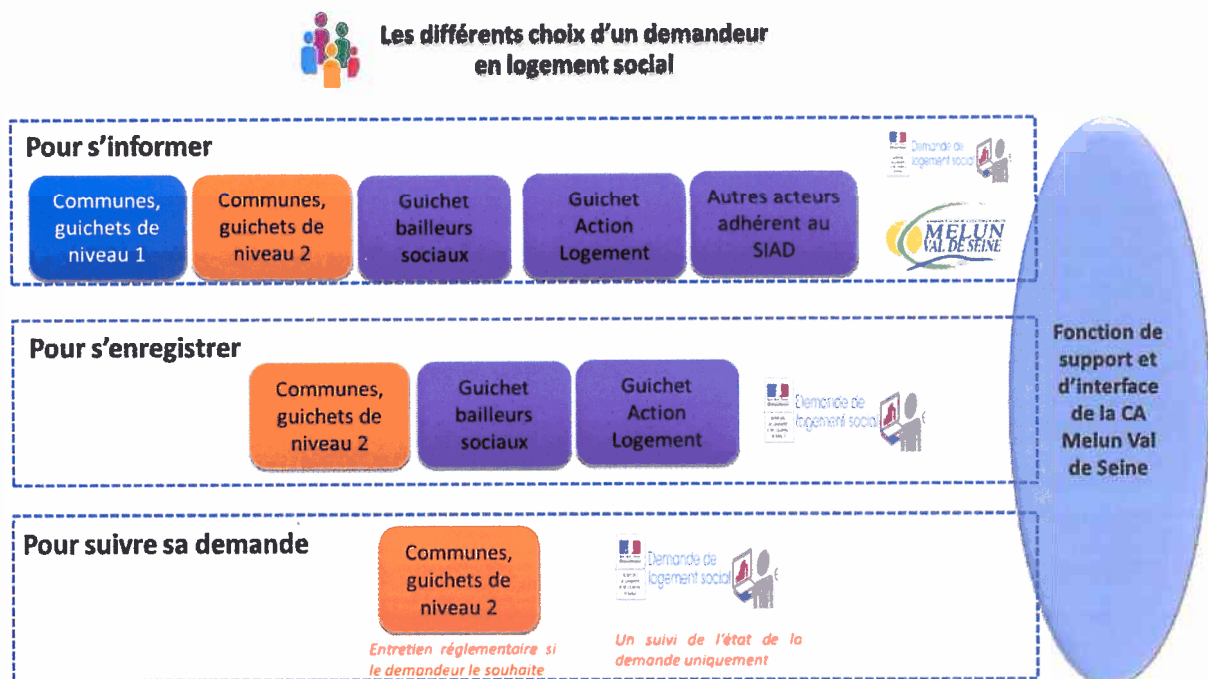 Les différents choix d'un demandeur
en logement social
Pour s'informer
Communes,
guichets de
niveau 1
Communes,
guichets de
niveau 2
Guichet
bailleurs
sociaux
Guichet
Action
Logement
Autres acteurs
adhérent au
SIAD
Demande de
logement social
MELUN
VAL DE SEINE
Pour s'enregistrer
Communes,
guichets de
niveau 2
Guichet
bailleurs
sociaux
Guichet
Action
Logement
Demande de
logement social
Pour suivre sa demande
Communes,
guichets de
niveau 2
Entretien réglementaire si
le demandeur le souhaite
Demande de
logement social
Un suivi de l'état de la
demande uniquement
Fonction de
support et
d'interface
de la CA
Melun Val
de Seine